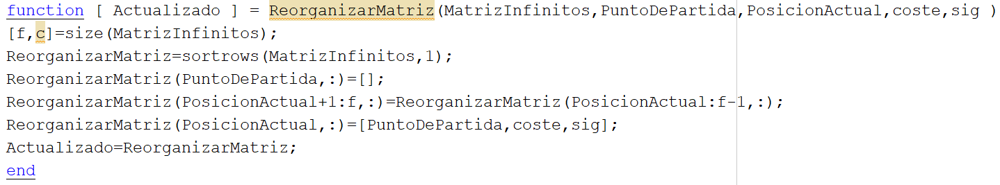 function [ Actualizado ] = ReorganizarMatriz(MatrizInfinitos,PuntoDePartida,PosicionActual,coste,sig )
[f,c]=size(MatrizInfinitos);
ReorganizarMatriz=sortrows(MatrizInfinitos,1);
ReorganizarMatriz(PuntoDePartida,:)=[];
ReorganizarMatriz(PosicionActual+1:f,:)=ReorganizarMatriz(PosicionActual:f-1,:);
ReorganizarMatriz(PosicionActual,:)=[PuntoDePartida,coste,sig];
Actualizado=ReorganizarMatriz;
end